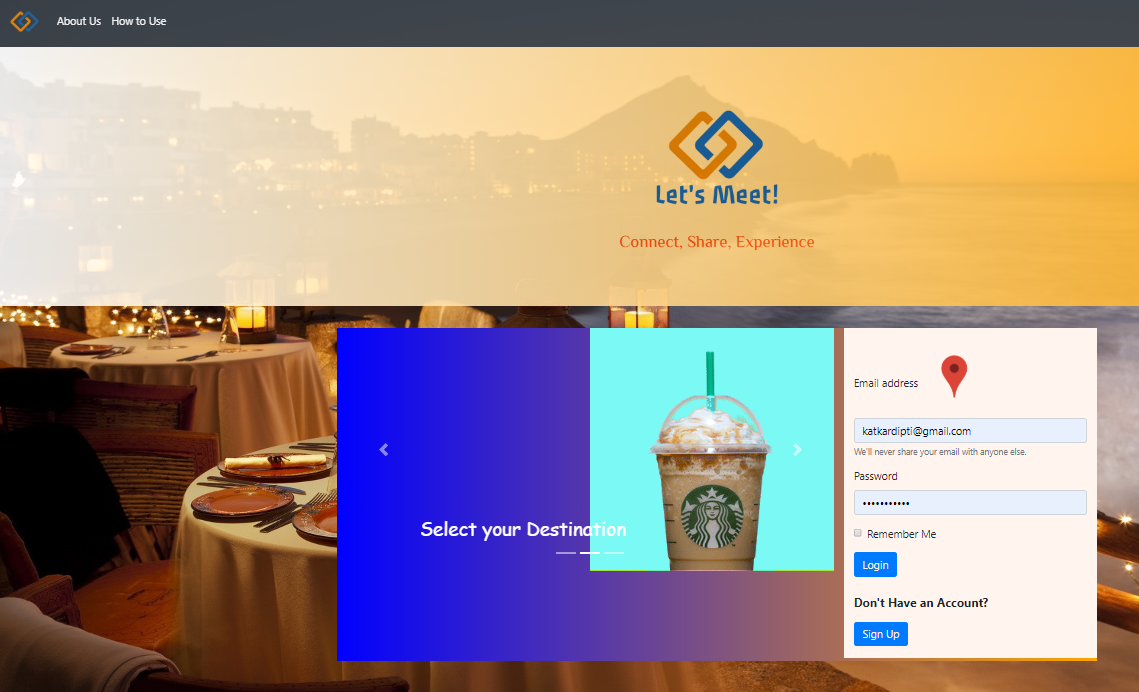 About Us How to Use
Let's Meet!
Connect, Share, Experience
Email address
katkardipti@gmail.com
We'll never share your email with anyone else.
Password
•••••••••••
Remember Me
Login
Don't Have an Account?
Sign Up
Select your Destination